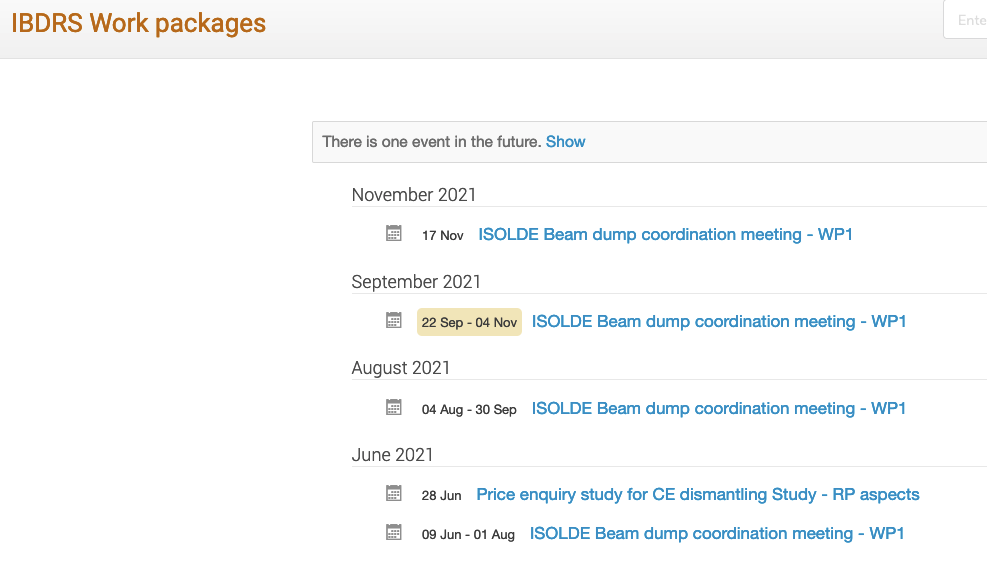 IBDRS Work packages
Ente
There is one event in the future. Show
November 2021
17 Nov ISOLDE Beam dump coordination meeting - WP1
September 2021
22 Sep - 04 Nov ISOLDE Beam dump coordination meeting - WP1
August 2021
04 Aug - 30 Sep ISOLDE Beam dump coordination meeting - WP1
June 2021
28 Jun Price enquiry study for CE dismantling Study - RP aspects
09 Jun - 01 Aug ISOLDE Beam dump coordination meeting - WP1